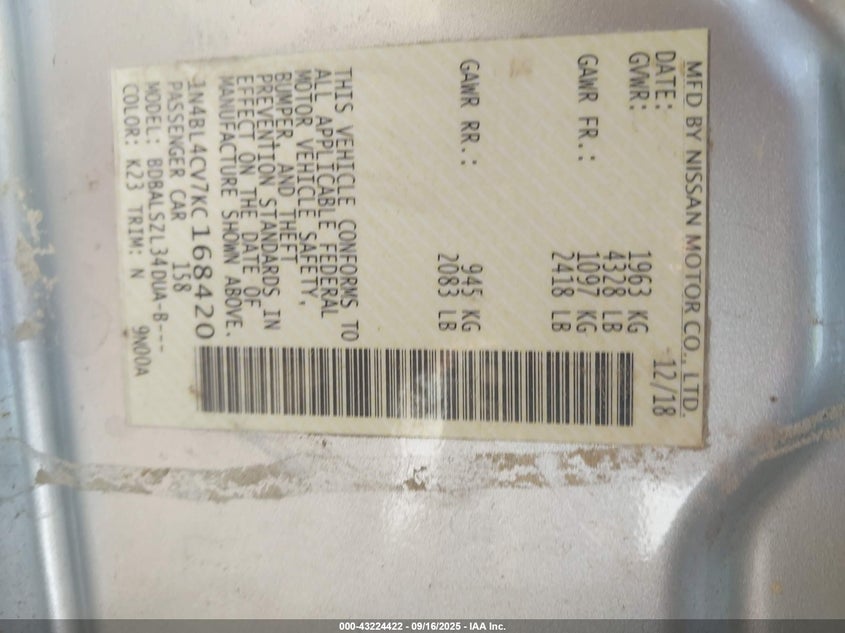 MFD BY NISSAN MOTOR CO., LTD.
DATE: 12/18
GVWR: 1963 KG
4328 LB
GAWR FR.: 1097 KG
2418 LB
GAWR RR.: 945 KG
2083 LB
THIS VEHICLE CONFORMS TO
ALL APPLICABLE FEDERAL
MOTOR VEHICLE SAFETY,
BUMPER, AND THEFT
PREVENTION STANDARDS IN
EFFECT ON THE DATE OF
MANUFACTURE SHOWN ABOVE.
1N4BL4CV7KC168420
PASSENGER CAR 158
MODEL: BDBALSZL34DUA-B---
COLOR: K23 TRIM: N 9N00A
000-43224422 - 09/16/2025 - IAA Inc.